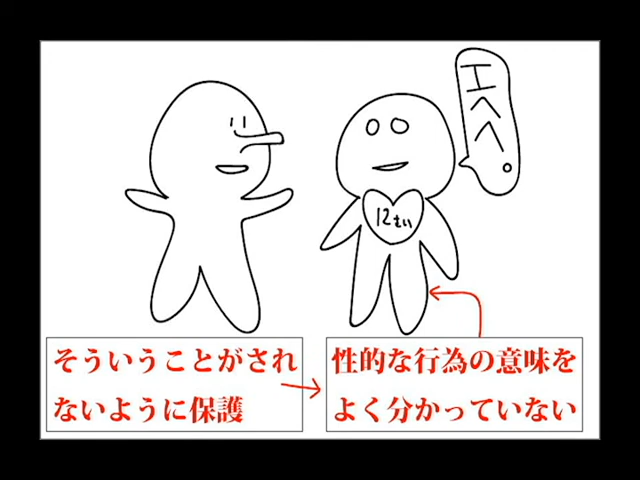 エヘヘ。
12さい
そういうことがされ
ないように保護
性的な行為の意味を
よく分かっていない